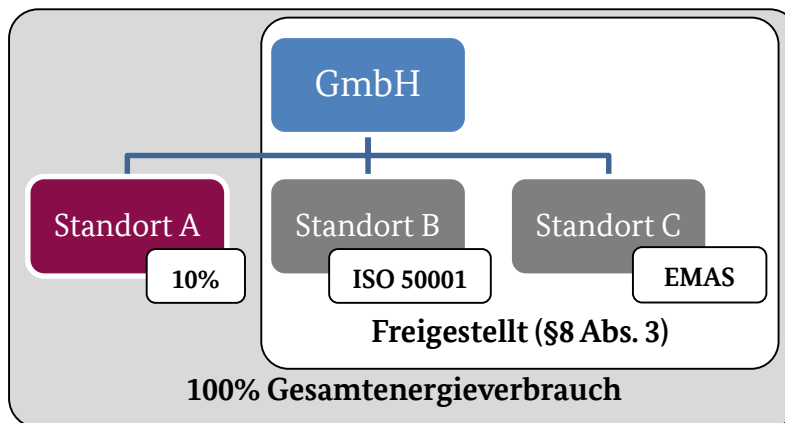 GmbH
Standort A
10%
Standort B
ISO 50001
Standort C
EMAS
Freigestellt (§8 Abs. 3)
100% Gesamtenergieverbrauch